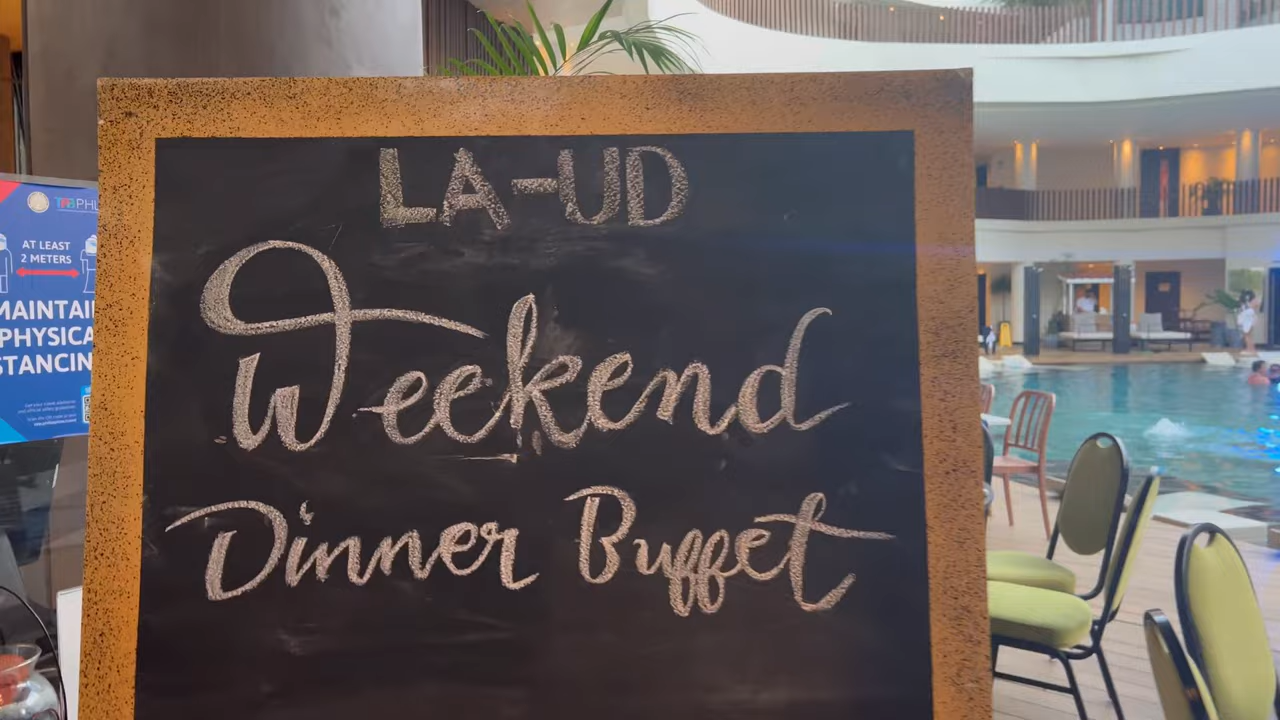 LA-UD
Weekend
Dinner Buffet
AT LEAST
2 METERS
MAINTAI
PHYSICA
STANCIN